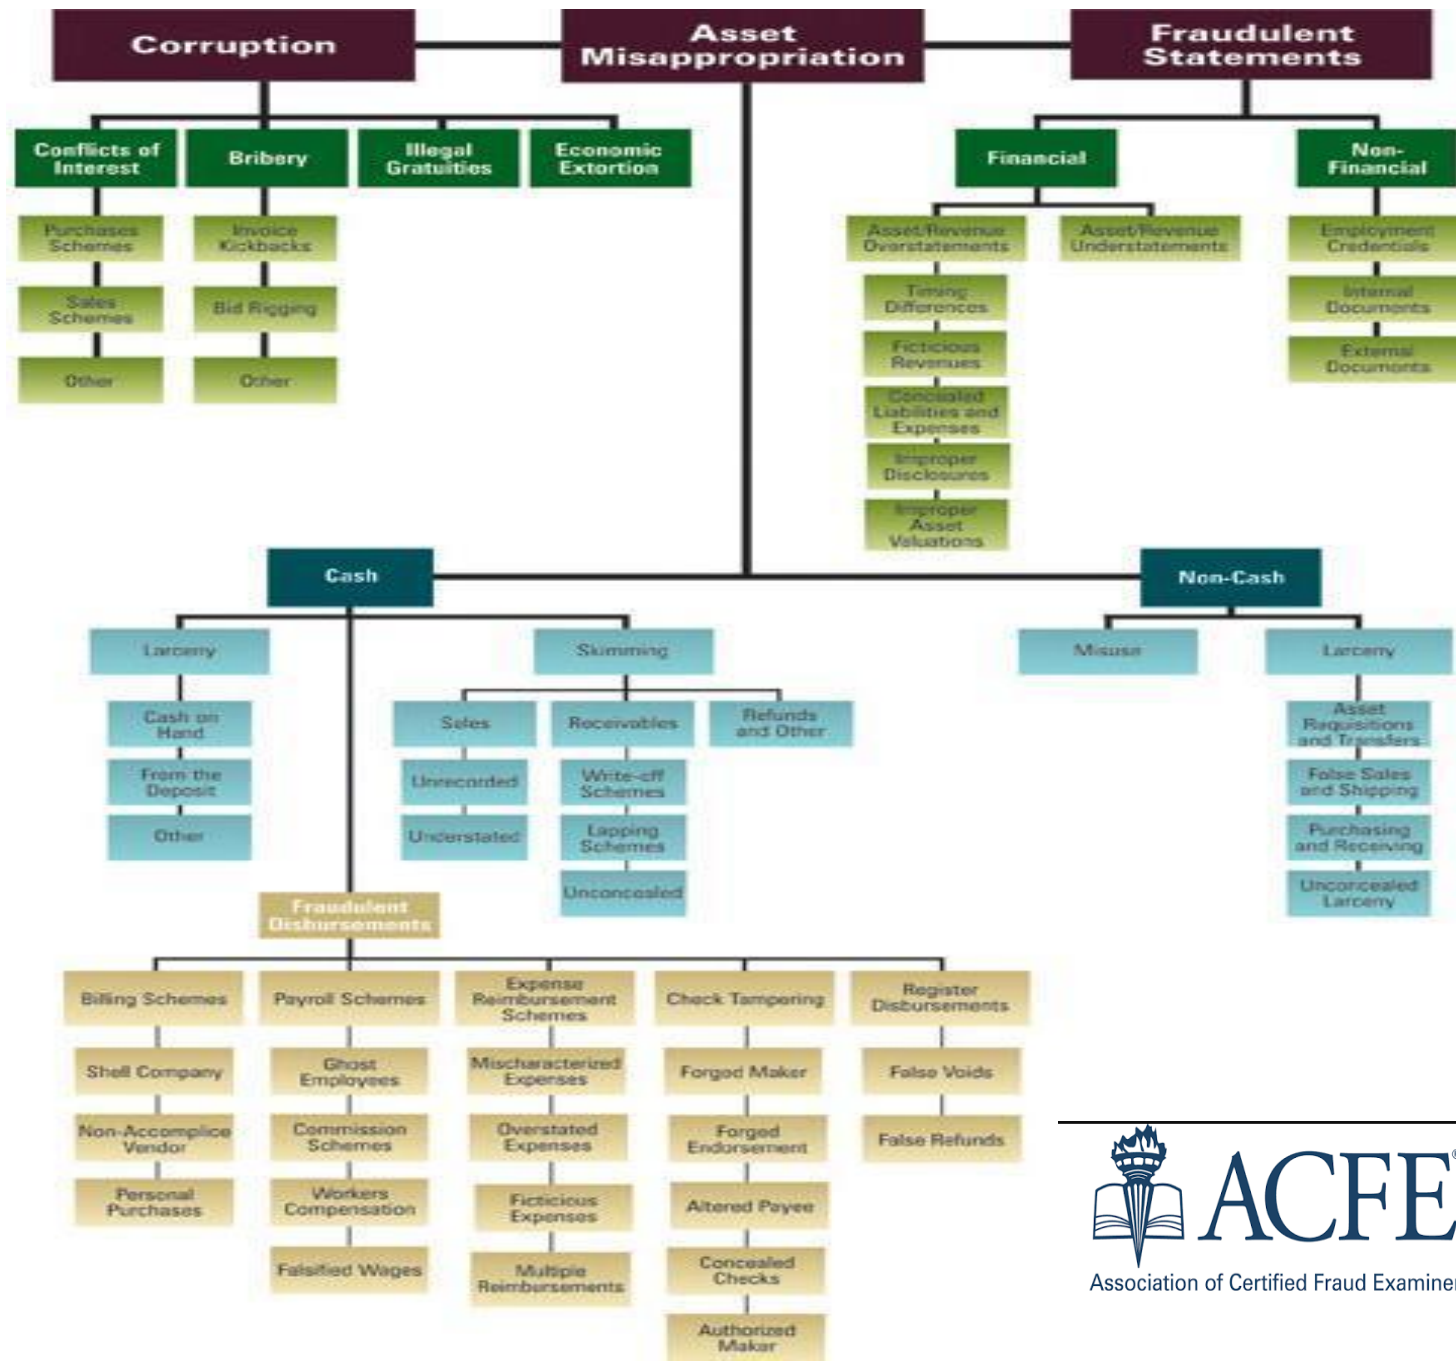 Corruption
Asset
Misappropriation
Fraudulent
Statements
Conflicts of
Interest
Bribery
Illegal
Gratuities
Economic
Extortion
Financial
Non-
Financial
Purchases
Schemes
Invoice
Kickbacks
Asset/Revenue
Overstatements
Asset/Revenue
Understatements
Employment
Credentials
Sales
Schemes
Bid Rigging
Timing
Differences
Internal
Documents
Other
Other
Ficticious
Revenues
External
Documents
Concealed
Liabilities and
Expenses
Improper
Disclosures
Improper
Asset
Valuations
Cash
Non-Cash
Larceny
Skimming
Misuse
Larceny
Cash on
Hand
Sales
Receivables
Refunds
and Other
Asset
Requisitions
and Transfers
From the
Deposit
Unrecorded
Write-off
Schemes
False Sales
and Shipping
Other
Understated
Lapping
Schemes
Purchasing
and Receiving
Unconcealed
Unconcealed
Larceny
Fraudulent
Disbursements
Billing Schemes
Payroll Schemes
Expense
Reimbursement
Schemes
Check Tampering
Register
Disbursements
Shell Company
Ghost
Employees
Mischaracterized
Expenses
Forged Maker
False Voids
Non-Accomplice
Vendor
Commission
Schemes
Overstated
Expenses
Forged
Endorsement
False Refunds
Personal
Purchases
Workers
Compensation
Ficticious
Expenses
Altered Payee
Falsified Wages
Multiple
Reimbursements
Concealed
Checks
Authorized
Maker
ACFE
Association of Certified Fraud Examiner